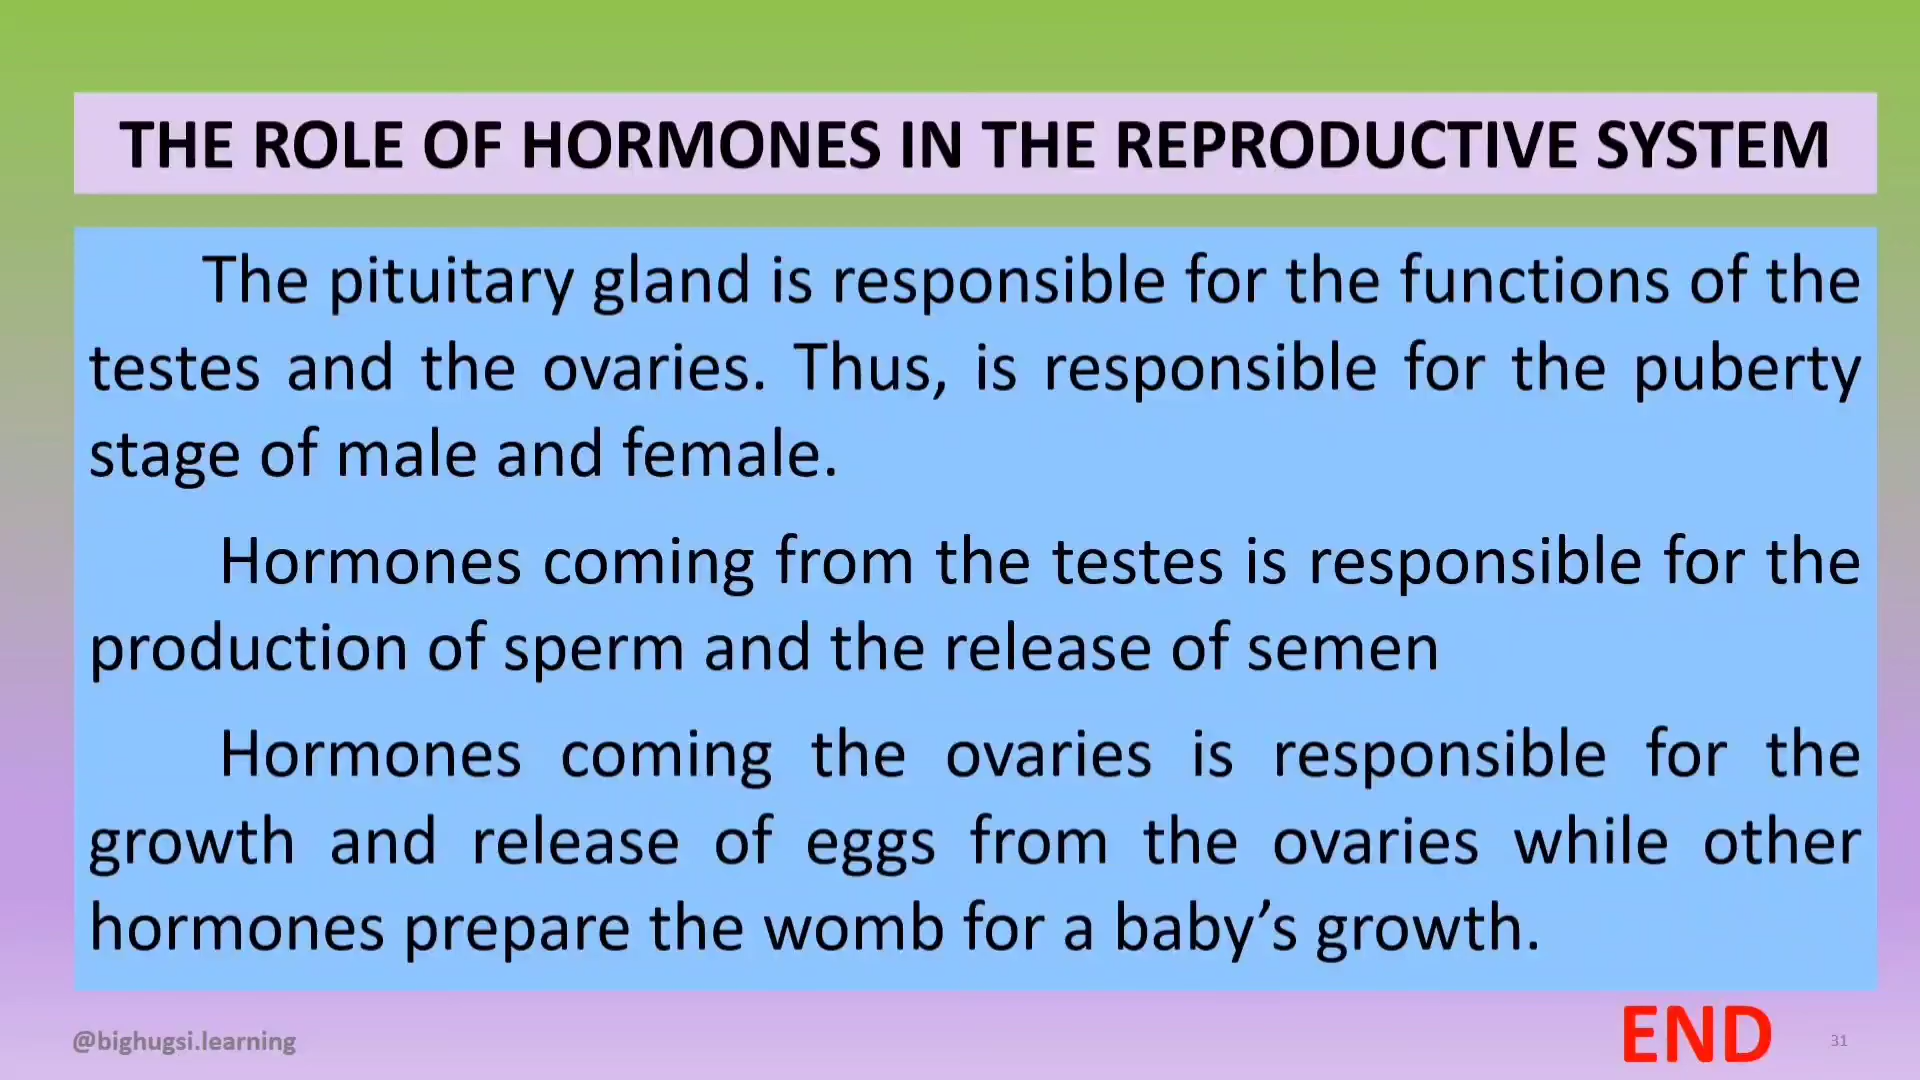 THE ROLE OF HORMONES IN THE REPRODUCTIVE SYSTEM
The pituitary gland is responsible for the functions of the
testes and the ovaries. Thus, is responsible for the puberty
stage of male and female.
Hormones coming from the testes is responsible for the
production of sperm and the release of semen
Hormones coming the ovaries is responsible for the
growth and release of eggs from the ovaries while other
hormones prepare the womb for a baby’s growth.
@bighugsi.learning
END
31